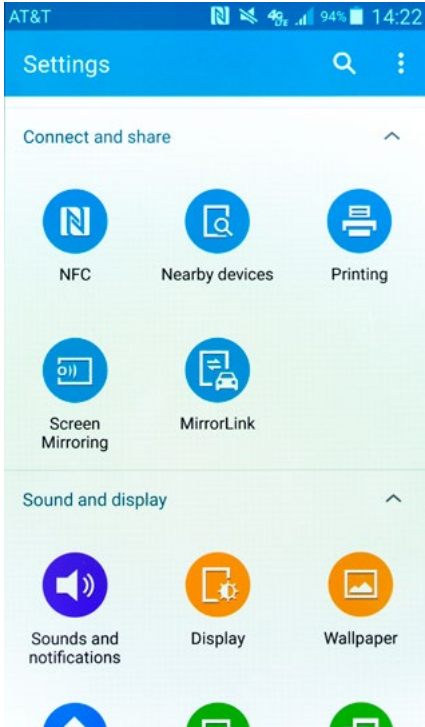 AT&T 4G 94% 14:22
Settings
Connect and share
NFC Nearby devices Printing
Screen
Mirroring
MirrorLink
Sound and display
Sounds and
notifications
Display Wallpaper